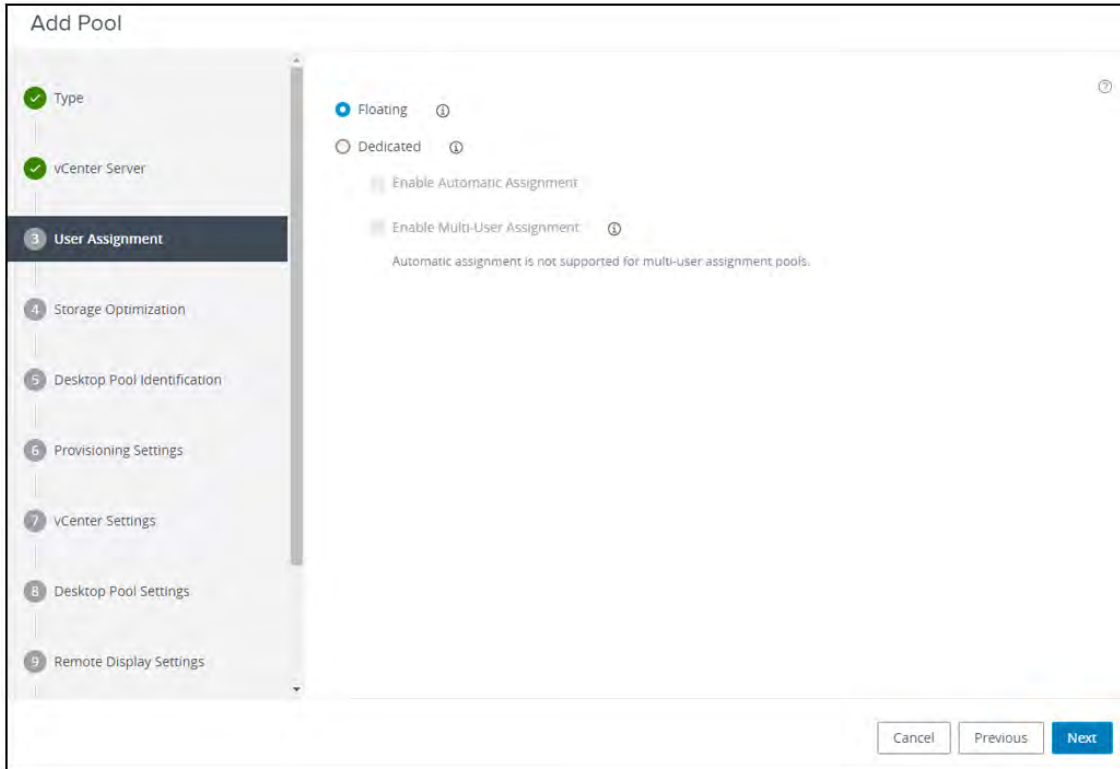 Add Pool
Type
vCenter Server
3 User Assignment
4 Storage Optimization
5 Desktop Pool Identification
6 Provisioning Settings
7 vCenter Settings
8 Desktop Pool Settings
9 Remote Display Settings
Floating
Dedicated
Enable Automatic Assignment
Enable Multi-User Assignment
Automatic assignment is not supported for multi-user assignment pools.
Cancel Previous Next